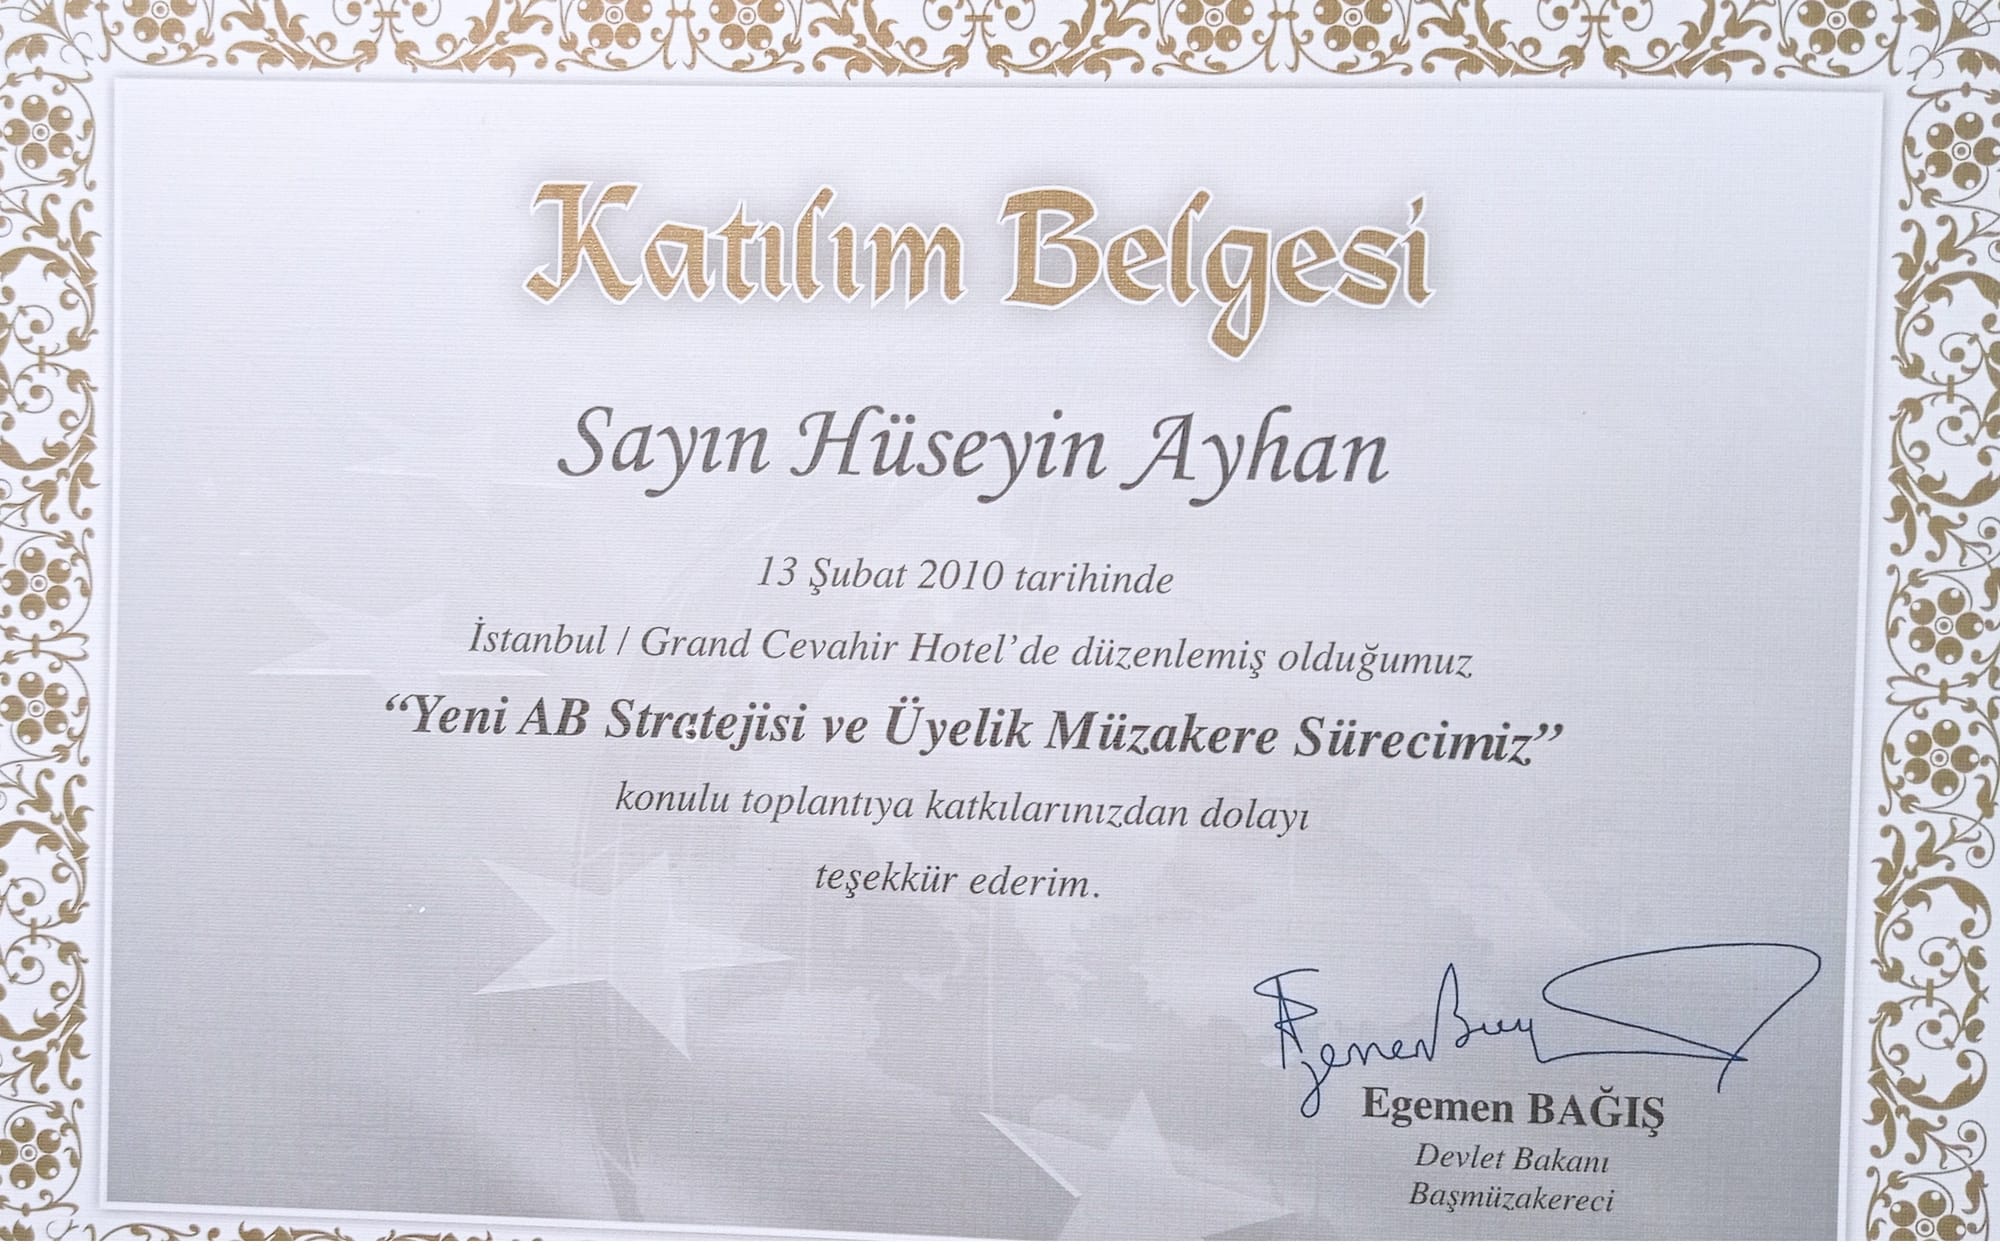 Katılım Belgesi
Sayın Hüseyin Ayhan
13 Şubat 2010 tarihinde
İstanbul / Grand Cevahir Hotel’de düzenlemiş olduğumuz
“Yeni AB Stratejisi ve Üyelik Müzakere Sürecimiz”
konulu toplantıya katkılarınızdan dolayı
teşekkür ederim.
Egemen BAĞIŞ
Devlet Bakanı
Başmüzakereci